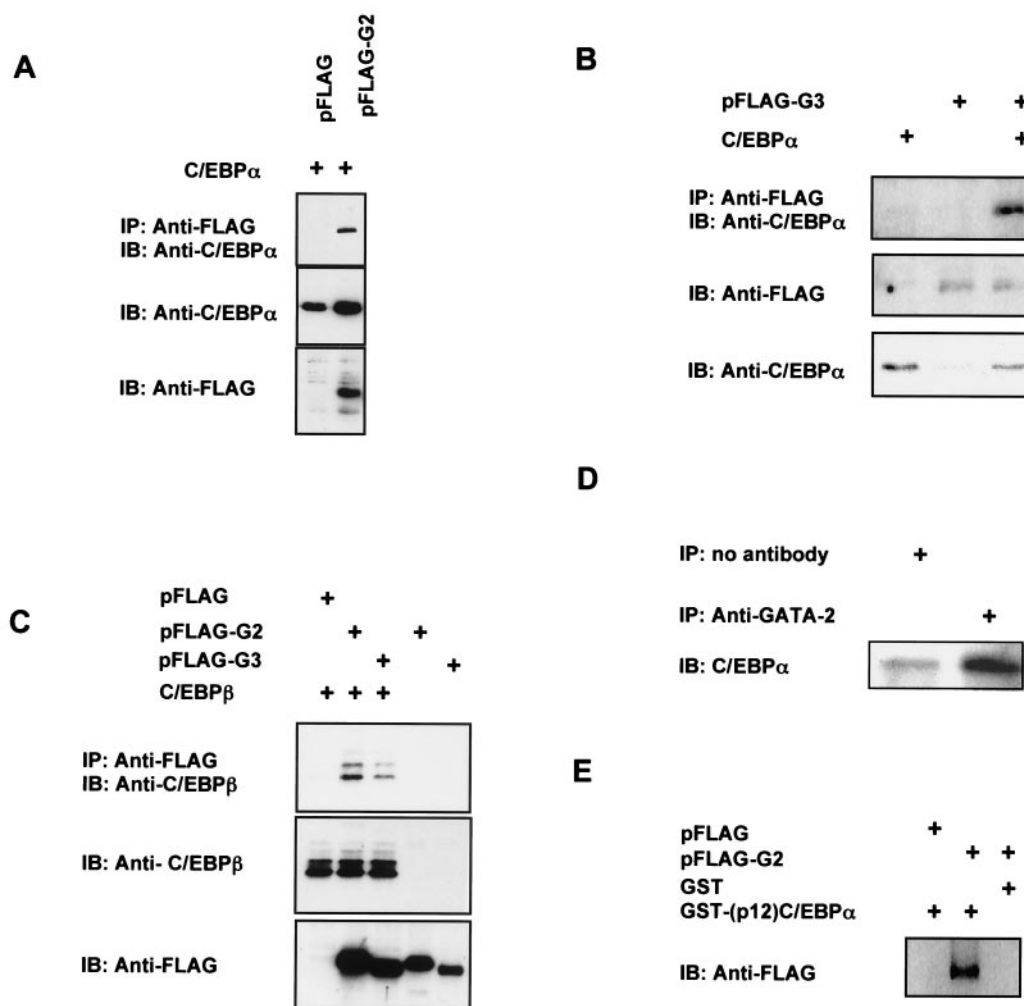 A
pFLAG
pFLAG-G2
C/EBPα + +
IP: Anti-FLAG
IB: Anti-C/EBPα
IB: Anti-C/EBPα
IB: Anti-FLAG
B
pFLAG-G3 + +
C/EBPα + +
IP: Anti-FLAG
IB: Anti-C/EBPα
IB: Anti-FLAG
IB: Anti-C/EBPα
C
pFLAG +
pFLAG-G2 + +
pFLAG-G3 + +
C/EBPβ + + +
IP: Anti-FLAG
IB: Anti-C/EBPβ
IB: Anti- C/EBPβ
IB: Anti-FLAG
D
IP: no antibody +
IP: Anti-GATA-2 +
IB: C/EBPα
E
pFLAG +
pFLAG-G2 + +
GST +
GST-(p12)C/EBPα + +
IB: Anti-FLAG